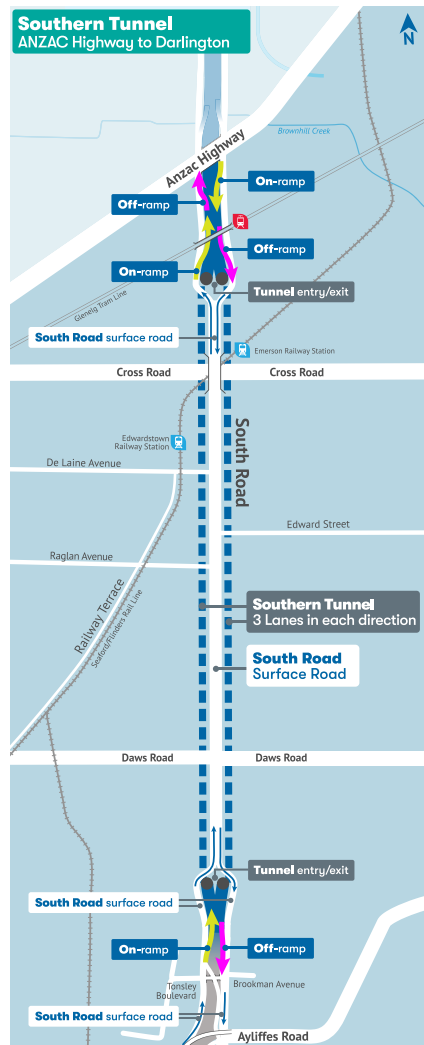 Southern Tunnel
ANZAC Highway to Darlington
N
Brownhill Creek
Anzac Highway
On-ramp
Off-ramp
Off-ramp
On-ramp
Tunnel entry/exit
Glenelg Tram Line
South Road surface road
Emerson Railway Station
Cross Road
Cross Road
South Road
Edwardstown
Railway Station
De Laine Avenue
Edward Street
Raglan Avenue
Railway Terrace
Seaford/Flinders Rail Line
Southern Tunnel
3 Lanes in each direction
South Road
Surface Road
Daws Road
Daws Road
Tunnel entry/exit
South Road surface road
On-ramp
Off-ramp
Tonsley
Boulevard
Brookman Avenue
South Road surface road
Ayliffes Road